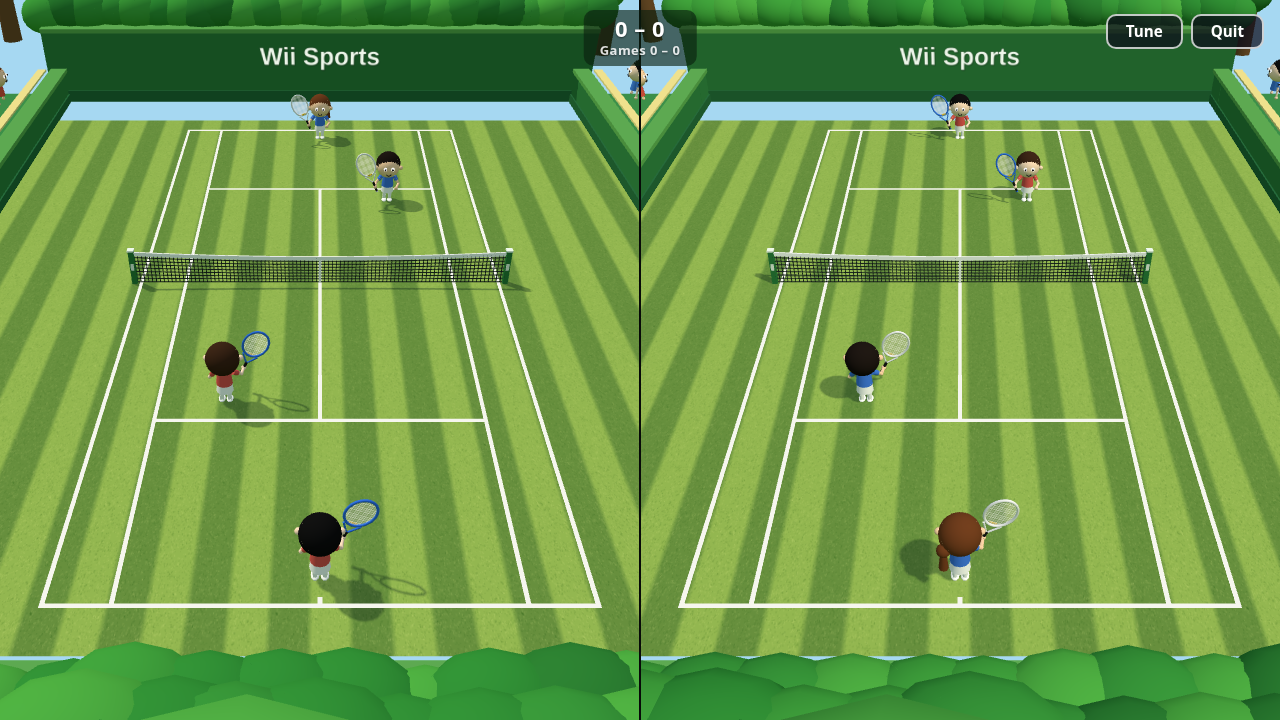 Wii Sports
0 – 0
Games 0 – 0
Wii Sports
Tune
Quit